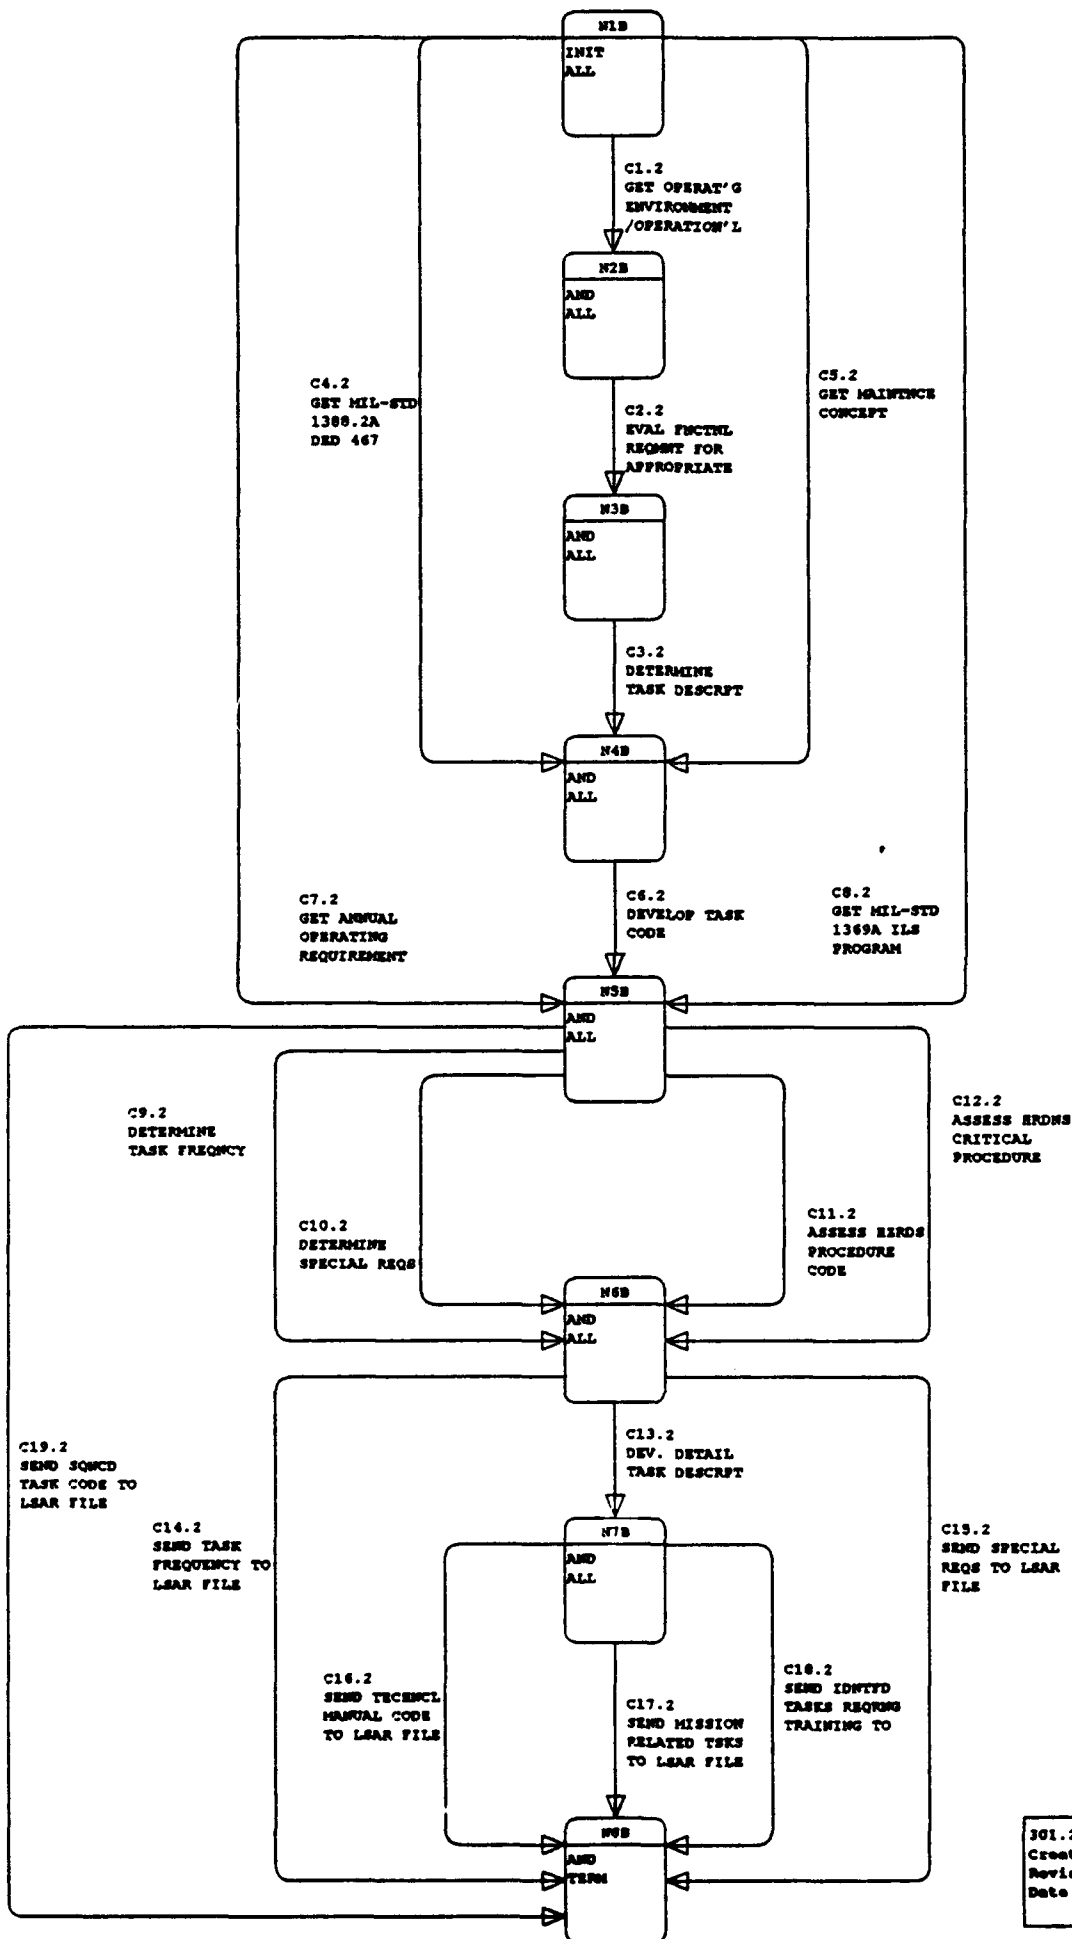 N1B
INIT
ALL
C1.2
GET OPERAT'G
ENVIRONMENT
/OPERATION'L
N2B
AND
ALL
C4.2
GET MIL-STD
1388.2A
DED 467
C5.2
GET MAINTNCE
CONCEPT
C2.2
EVAL FNCTNL
REQMNT FOR
APPROPRIATE
N3B
AND
ALL
C3.2
DETERMINE
TASK DESCRPT
N4B
AND
ALL
C7.2
GET ANNUAL
OPERATING
REQUIREMENT
C6.2
DEVELOP TASK
CODE
C8.2
GET MIL-STD
1369A ILS
PROGRAM
N5B
AND
ALL
C9.2
DETERMINE
TASK FREQNCY
C12.2
ASSESS HRDNS
CRITICAL
PROCEDURE
C10.2
DETERMINE
SPECIAL REQS
C11.2
ASSESS HZRDS
PROCEDURE
CODE
N6B
AND
ALL
C19.2
SEND SQNCD
TASK CODE TO
LSAR FILE
C13.2
DEV. DETAIL
TASK DESCRPT
C14.2
SEND TASK
FREQUENCY TO
LSAR FILE
N7B
AND
ALL
C15.2
SEND SPECIAL
REQS TO LSAR
FILE
C16.2
SEND TECHNCL
MANUAL CODE
TO LSAR FILE
C17.2
SEND MISSION
RELATED TSKS
TO LSAR FILE
C18.2
SEND IDNTFD
TASKS REQRNG
TRAINING TO
N8B
AND
TERM
301.2
Creat
Revis
Date